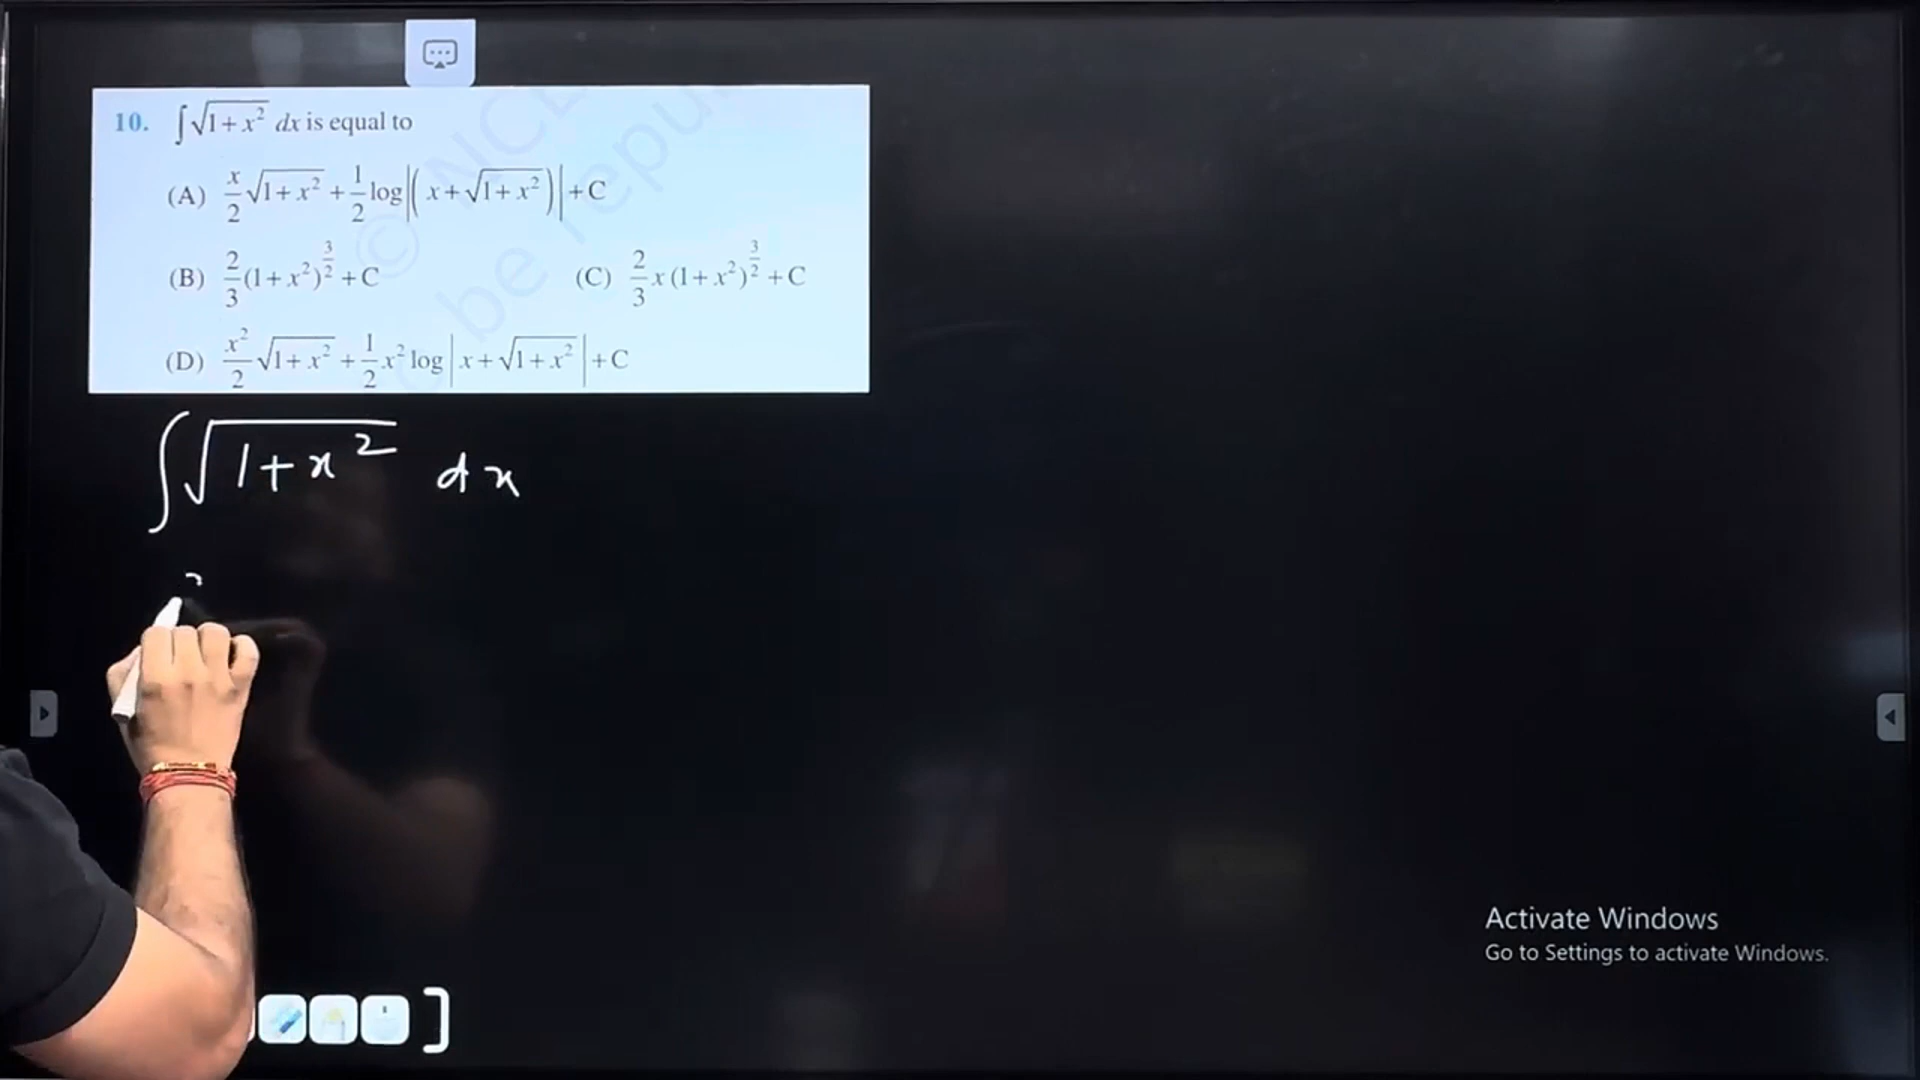 10. ∫√(1+x²) dx is equal to
(A) x/2 √(1+x²) + 1/2 log|(x+√(1+x²))| + C
(B) 2/3 (1+x²)^(3/2) + C (C) 2/3 x(1+x²)^(3/2) + C
(D) x²/2 √(1+x²) + 1/2 x² log|x+√(1+x²)| + C
∫√(1+x²) dx
Activate Windows
Go to Settings to activate Windows.